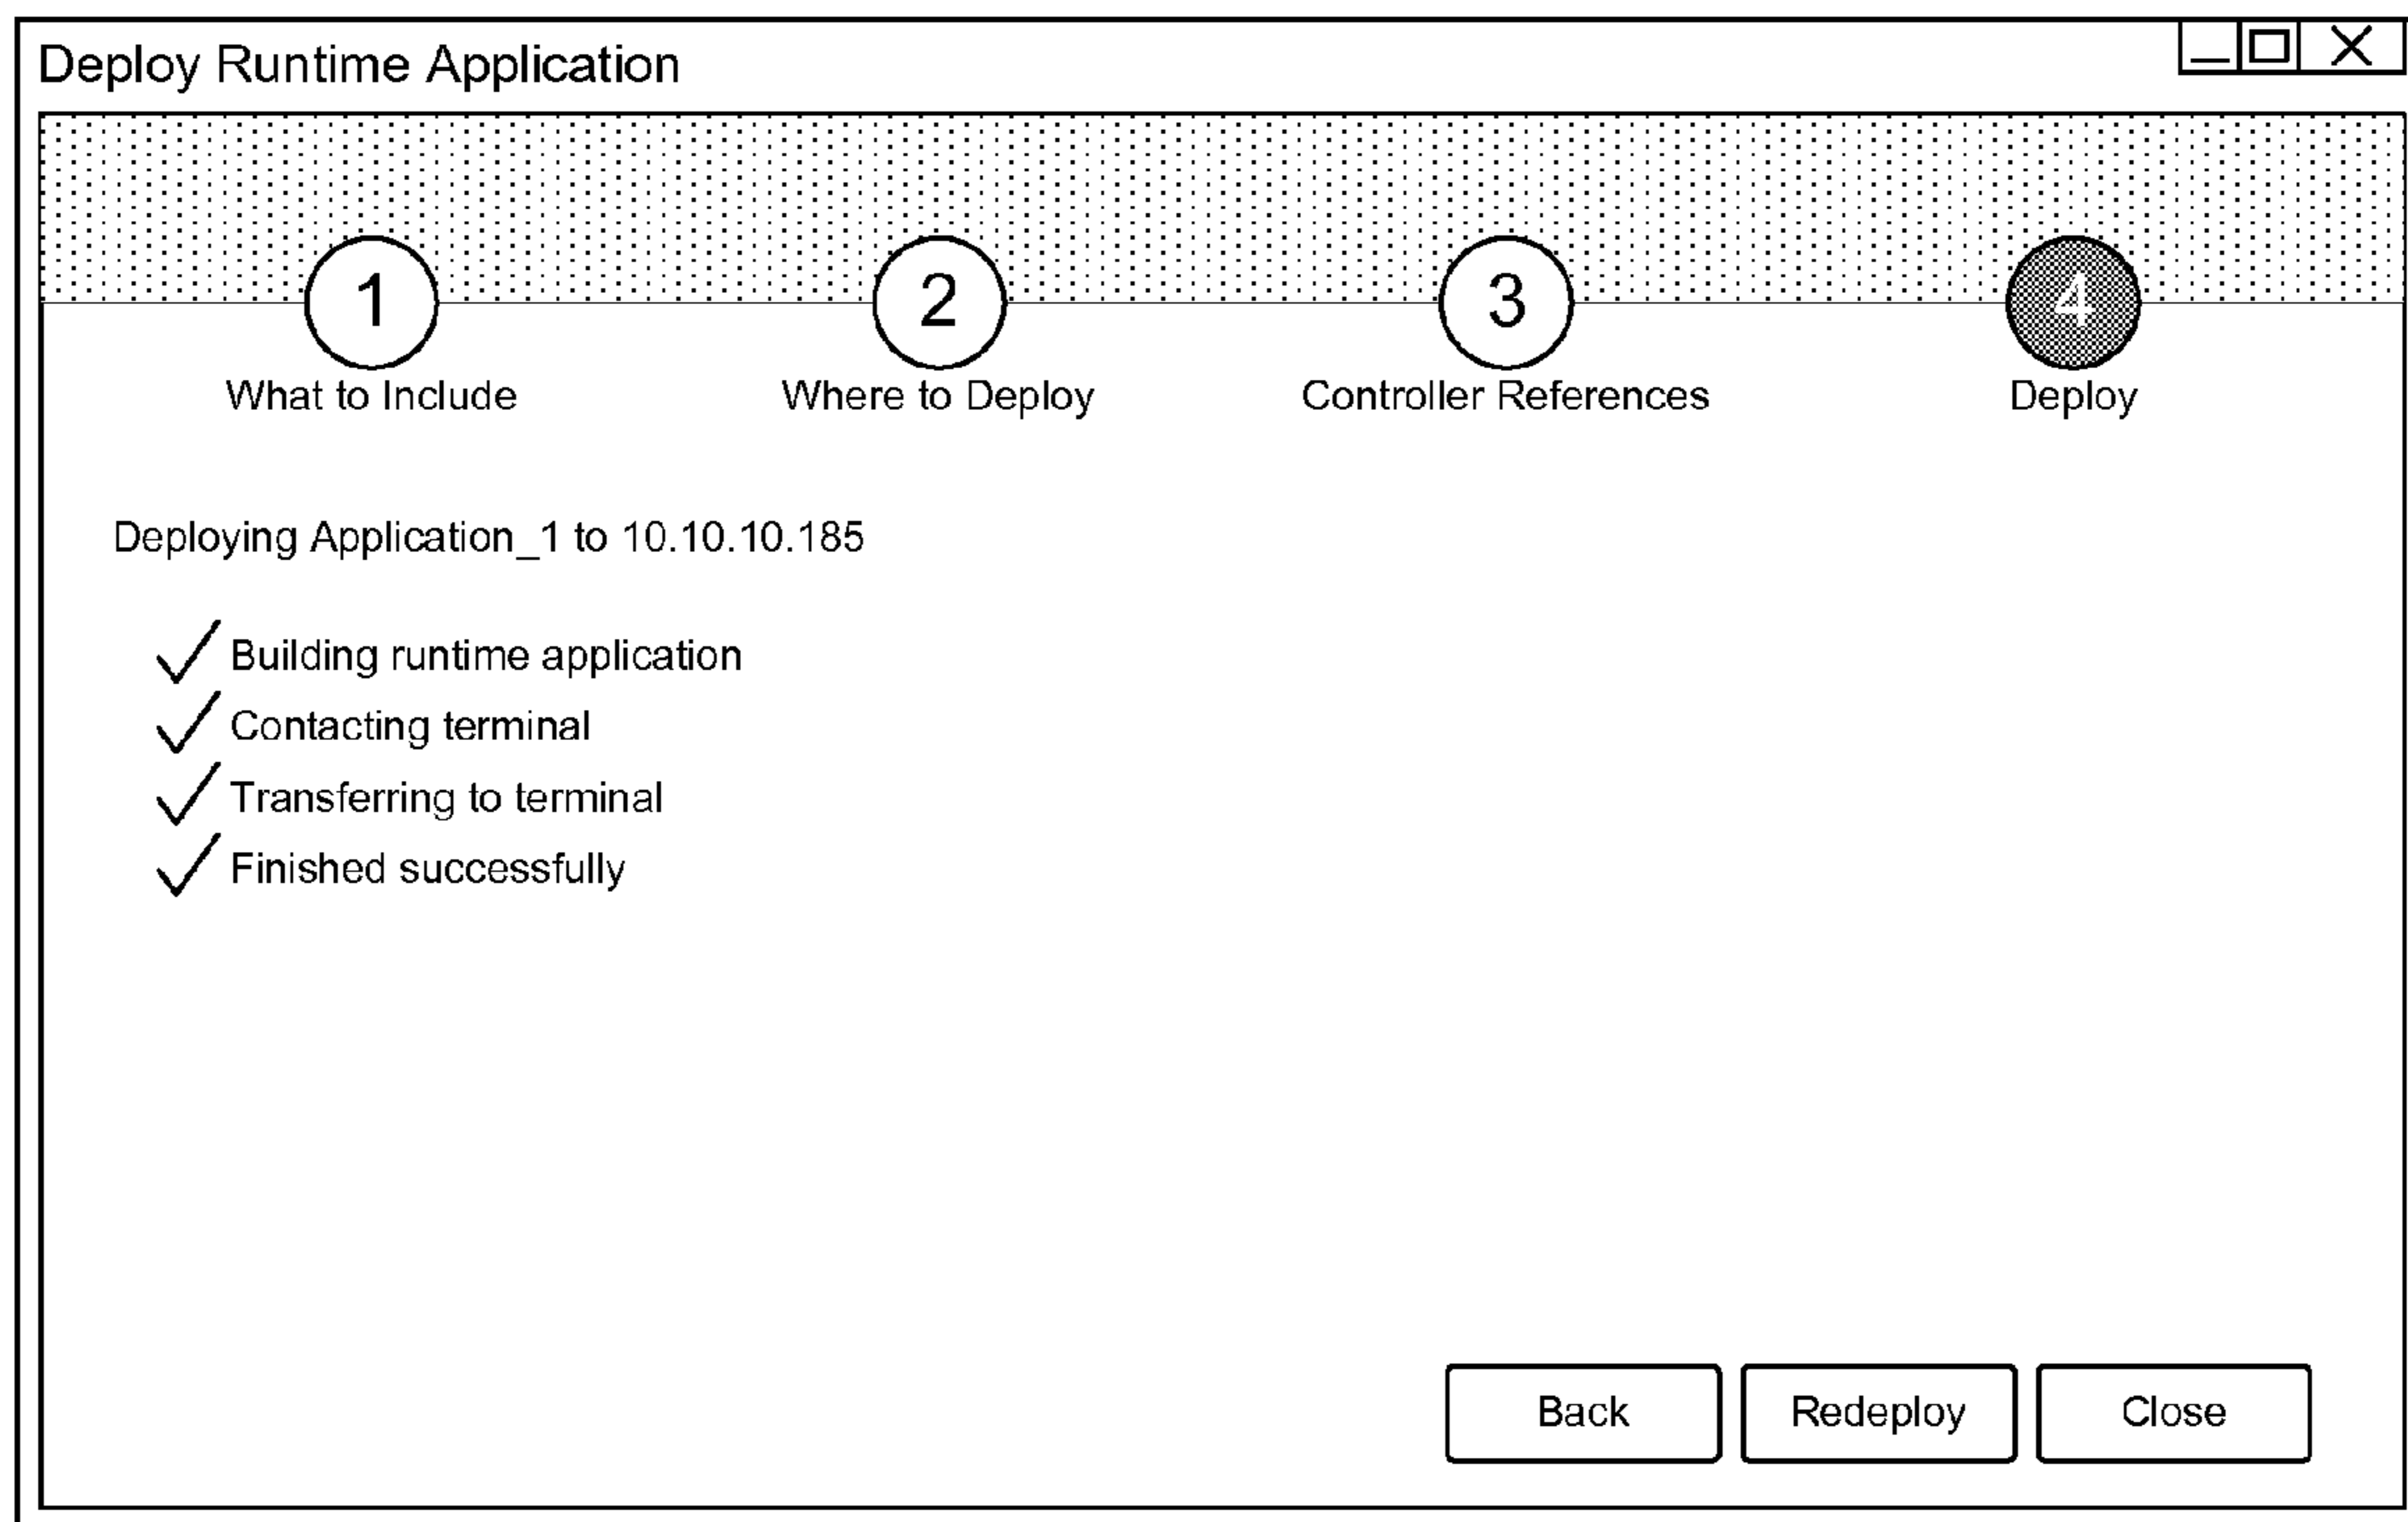 Deploy Runtime Application
1 2 3 4
What to Include Where to Deploy Controller References Deploy
Deploying Application_1 to 10.10.10.185
Building runtime application
Contacting terminal
Transferring to terminal
Finished successfully
Back Redeploy Close